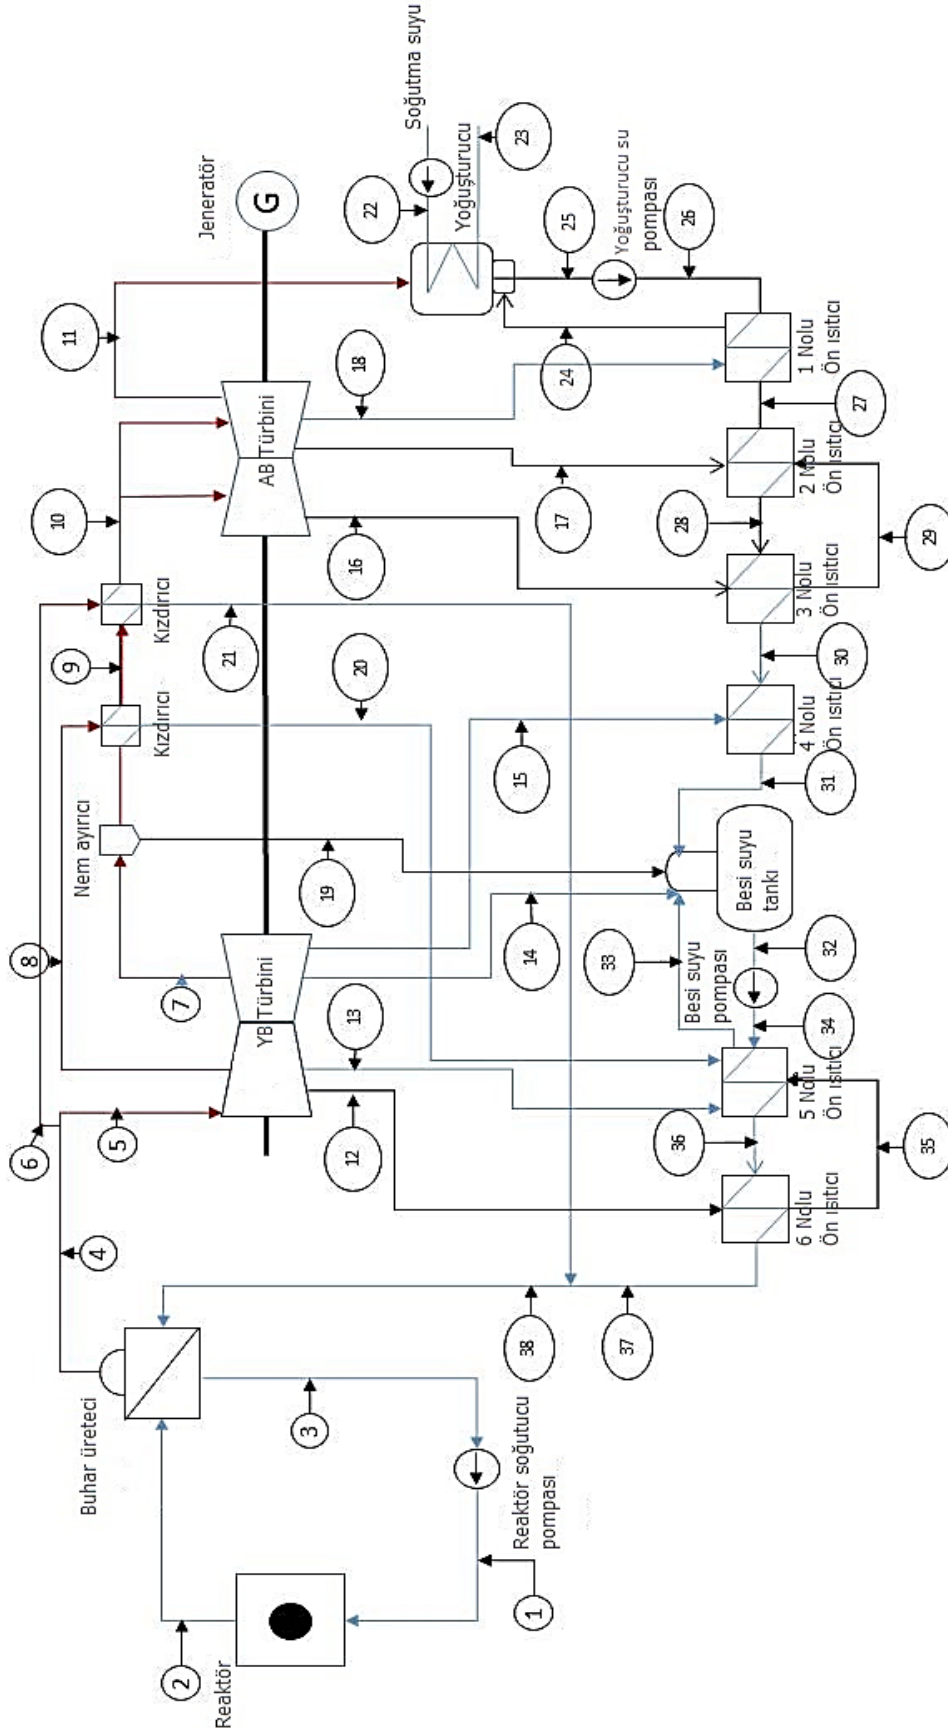 Reaktör
Buhar üreteci
Reaktör soğutucu
pompası
YB Türbini
Nem ayırıcı
Kızdırıcı
Kızdırıcı
AB Türbini
Jeneratör
G
Soğutma suyu
Yoğuşturucu
Yoğuşturucu su
pompası
1 Nolu
Ön ısıtıcı
2 Nolu
Ön ısıtıcı
3 Nolu
Ön ısıtıcı
4 Nolu
Ön ısıtıcı
Besi suyu
tankı
Besi suyu
pompası
5 Nolu
Ön ısıtıcı
6 Nolu
Ön ısıtıcı
1
2
3
4
5
6
7
8
9
10
11
12
13
14
15
16
17
18
19
20
21
22
23
24
25
26
27
28
29
30
31
32
33
34
35
36
37
38